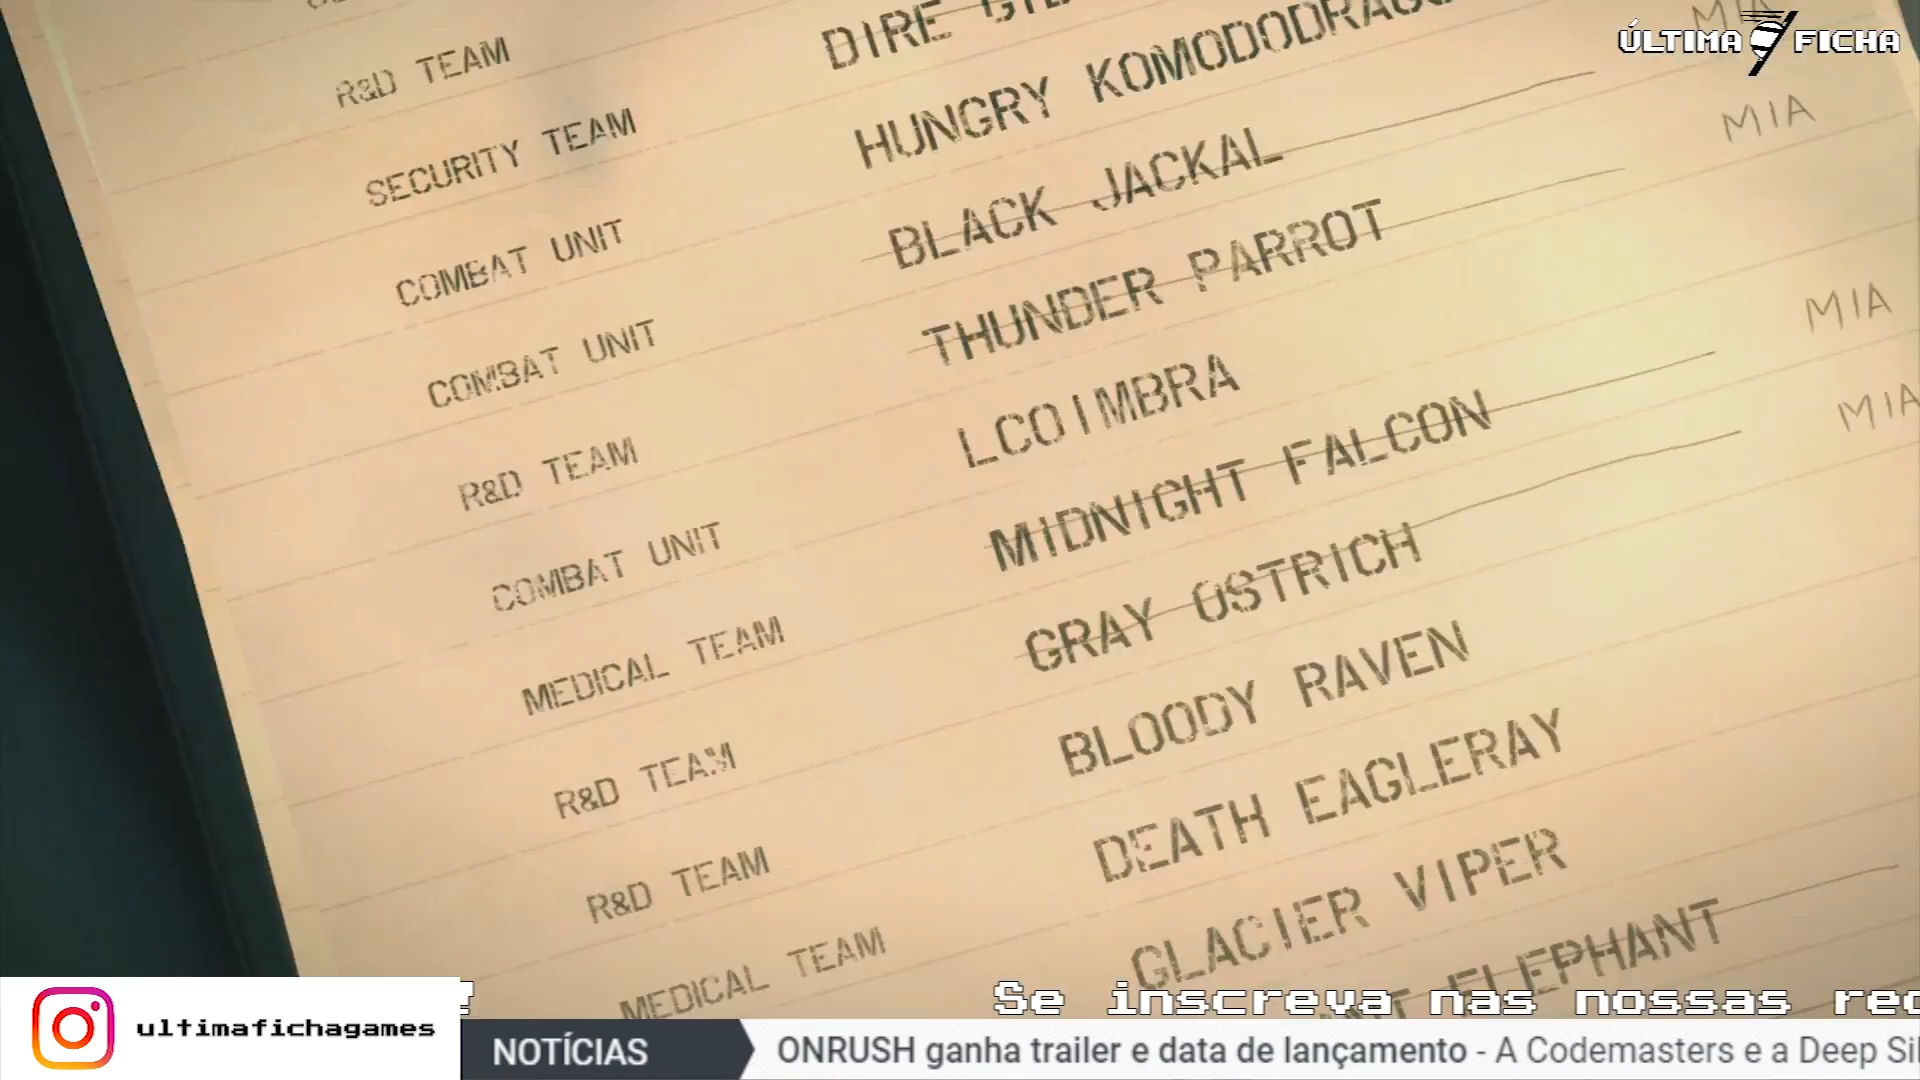 ÚLTIMA FICHA
R&D TEAM DIRE
MIA
SECURITY TEAM HUNGRY
COMBAT UNIT BLACK JACKAL MIA
COMBAT UNIT THUNDER PARROT
R&D TEAM LCOIMBRA
COMBAT UNIT MIDNIGHT FALCON MIA
MEDICAL TEAM GRAY OSTRICH MIA
R&D TEAM BLOODY RAVEN
R&D TEAM DEATH EAGLERAY
MEDICAL TEAM GLACIER VIPER
ELEPHANT
! Se inscreva nas nossas
ultimafichagames
NOTÍCIAS ONRUSH ganha trailer e data de lançamento - A Codemasters e a Deep